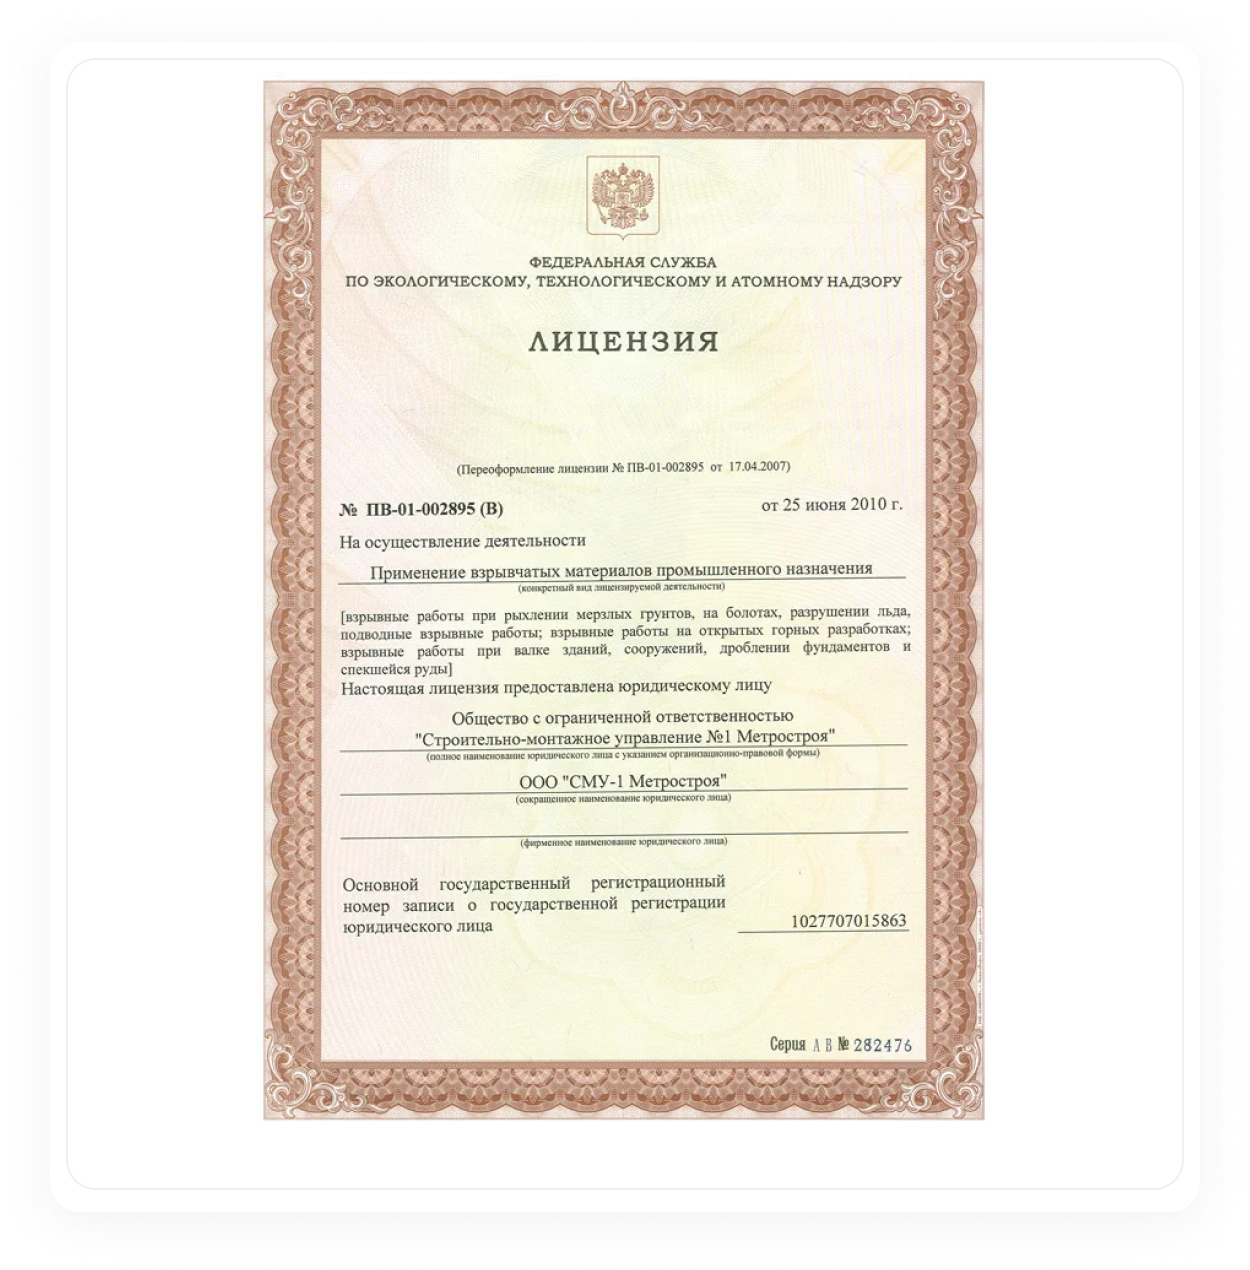 ФЕДЕРАЛЬНАЯ СЛУЖБА
ПО ЭКОЛОГИЧЕСКОМУ, ТЕХНОЛОГИЧЕСКОМУ И АТОМНОМУ НАДЗОРУ
ЛИЦЕНЗИЯ
(Переоформление лицензии № ПВ-01-002895 от 17.04.2007)
№ ПВ-01-002895 (В) от 25 июня 2010 г.
На осуществление деятельности
Применение взрывчатых материалов промышленного назначения
(конкретный вид лицензируемой деятельности)
[взрывные работы при рыхлении мерзлых грунтов, на болотах, разрушении льда,
подводные взрывные работы; взрывные работы на открытых горных разработках;
взрывные работы при валке зданий, сооружений, дроблении фундаментов и
спекшейся руды]
Настоящая лицензия предоставлена юридическому лицу
Общество с ограниченной ответственностью
"Строительно-монтажное управление №1 Метростроя"
(полное наименование юридического лица с указанием организационно-правовой формы)
ООО "СМУ-1 Метростроя"
(сокращенное наименование юридического лица)
(фирменное наименование юридического лица)
Основной государственный регистрационный
номер записи о государственной регистрации
юридического лица 1027707015863
Серия АВ № 282476